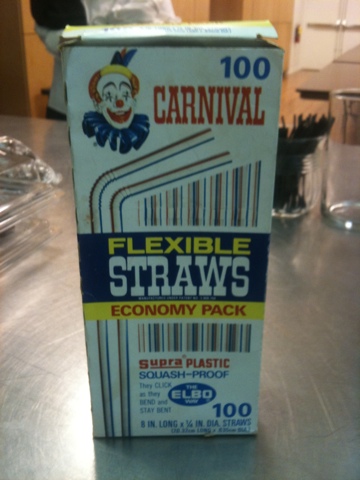 100
CARNIVAL
FLEXIBLE
STRAWS
ECONOMY PACK
Supra PLASTIC
SQUASH-PROOF
They CLICK
as they
BEND and
STAY BENT
THE
ELBO
100
8 IN. LONG x ¼ IN. DIA. STRAWS